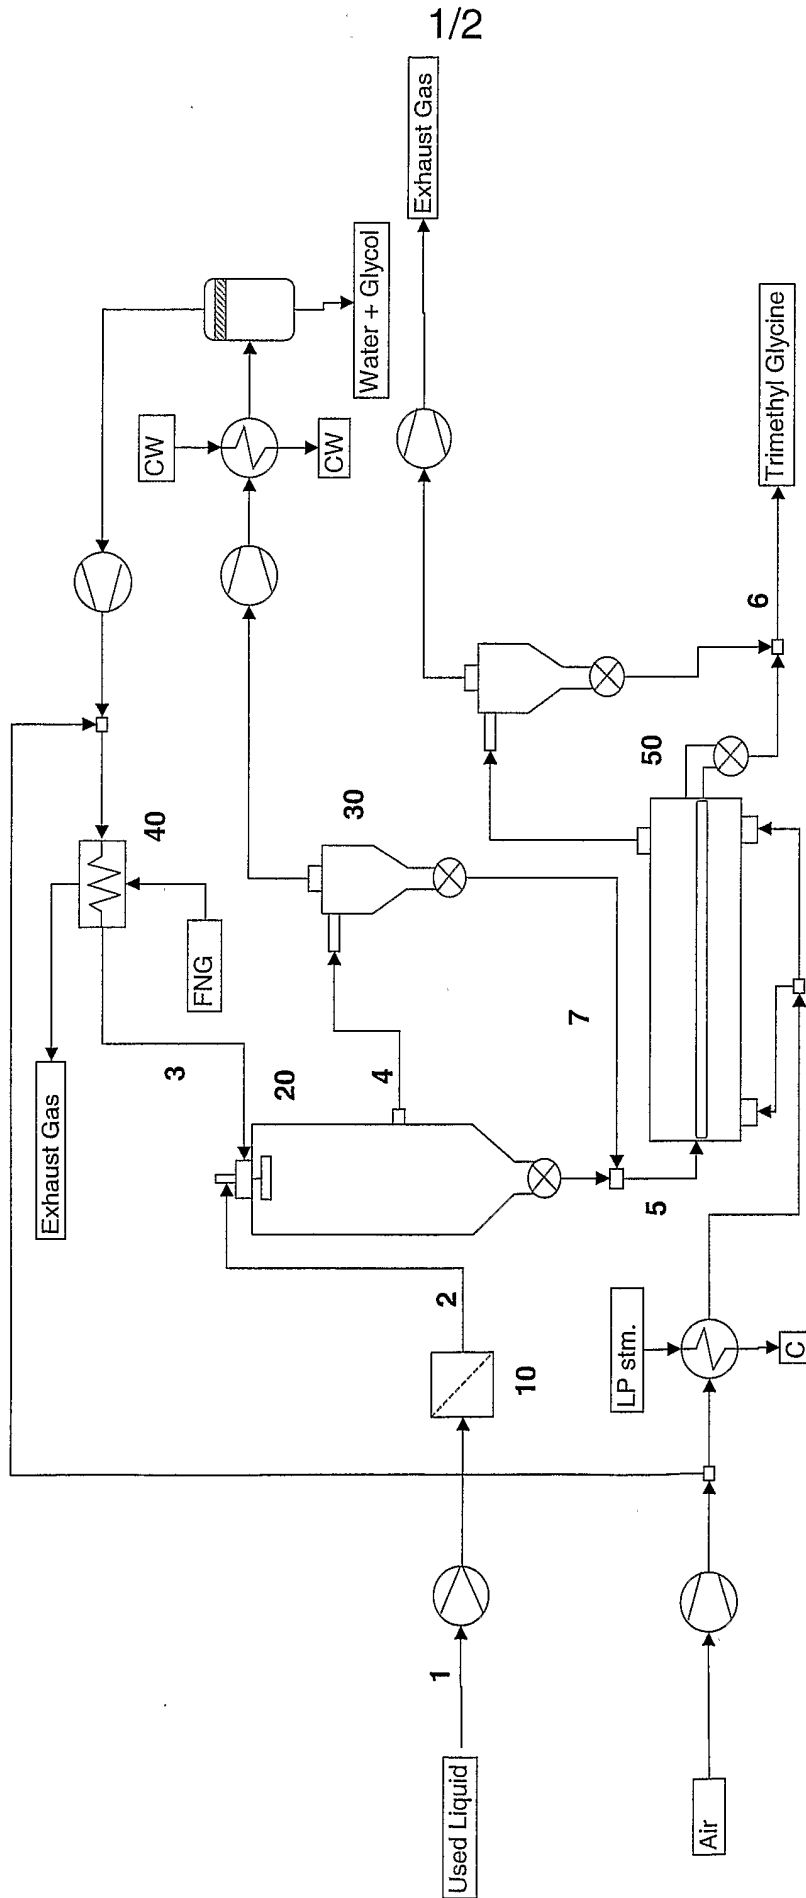 1/2
Exhaust Gas
Water + Glycol
CW
CW
Trimethyl Glycine
6
50
40
30
FNG
Exhaust Gas
3
20
4
7
5
2
10
LP stm.
C
1
Used Liquid
Air